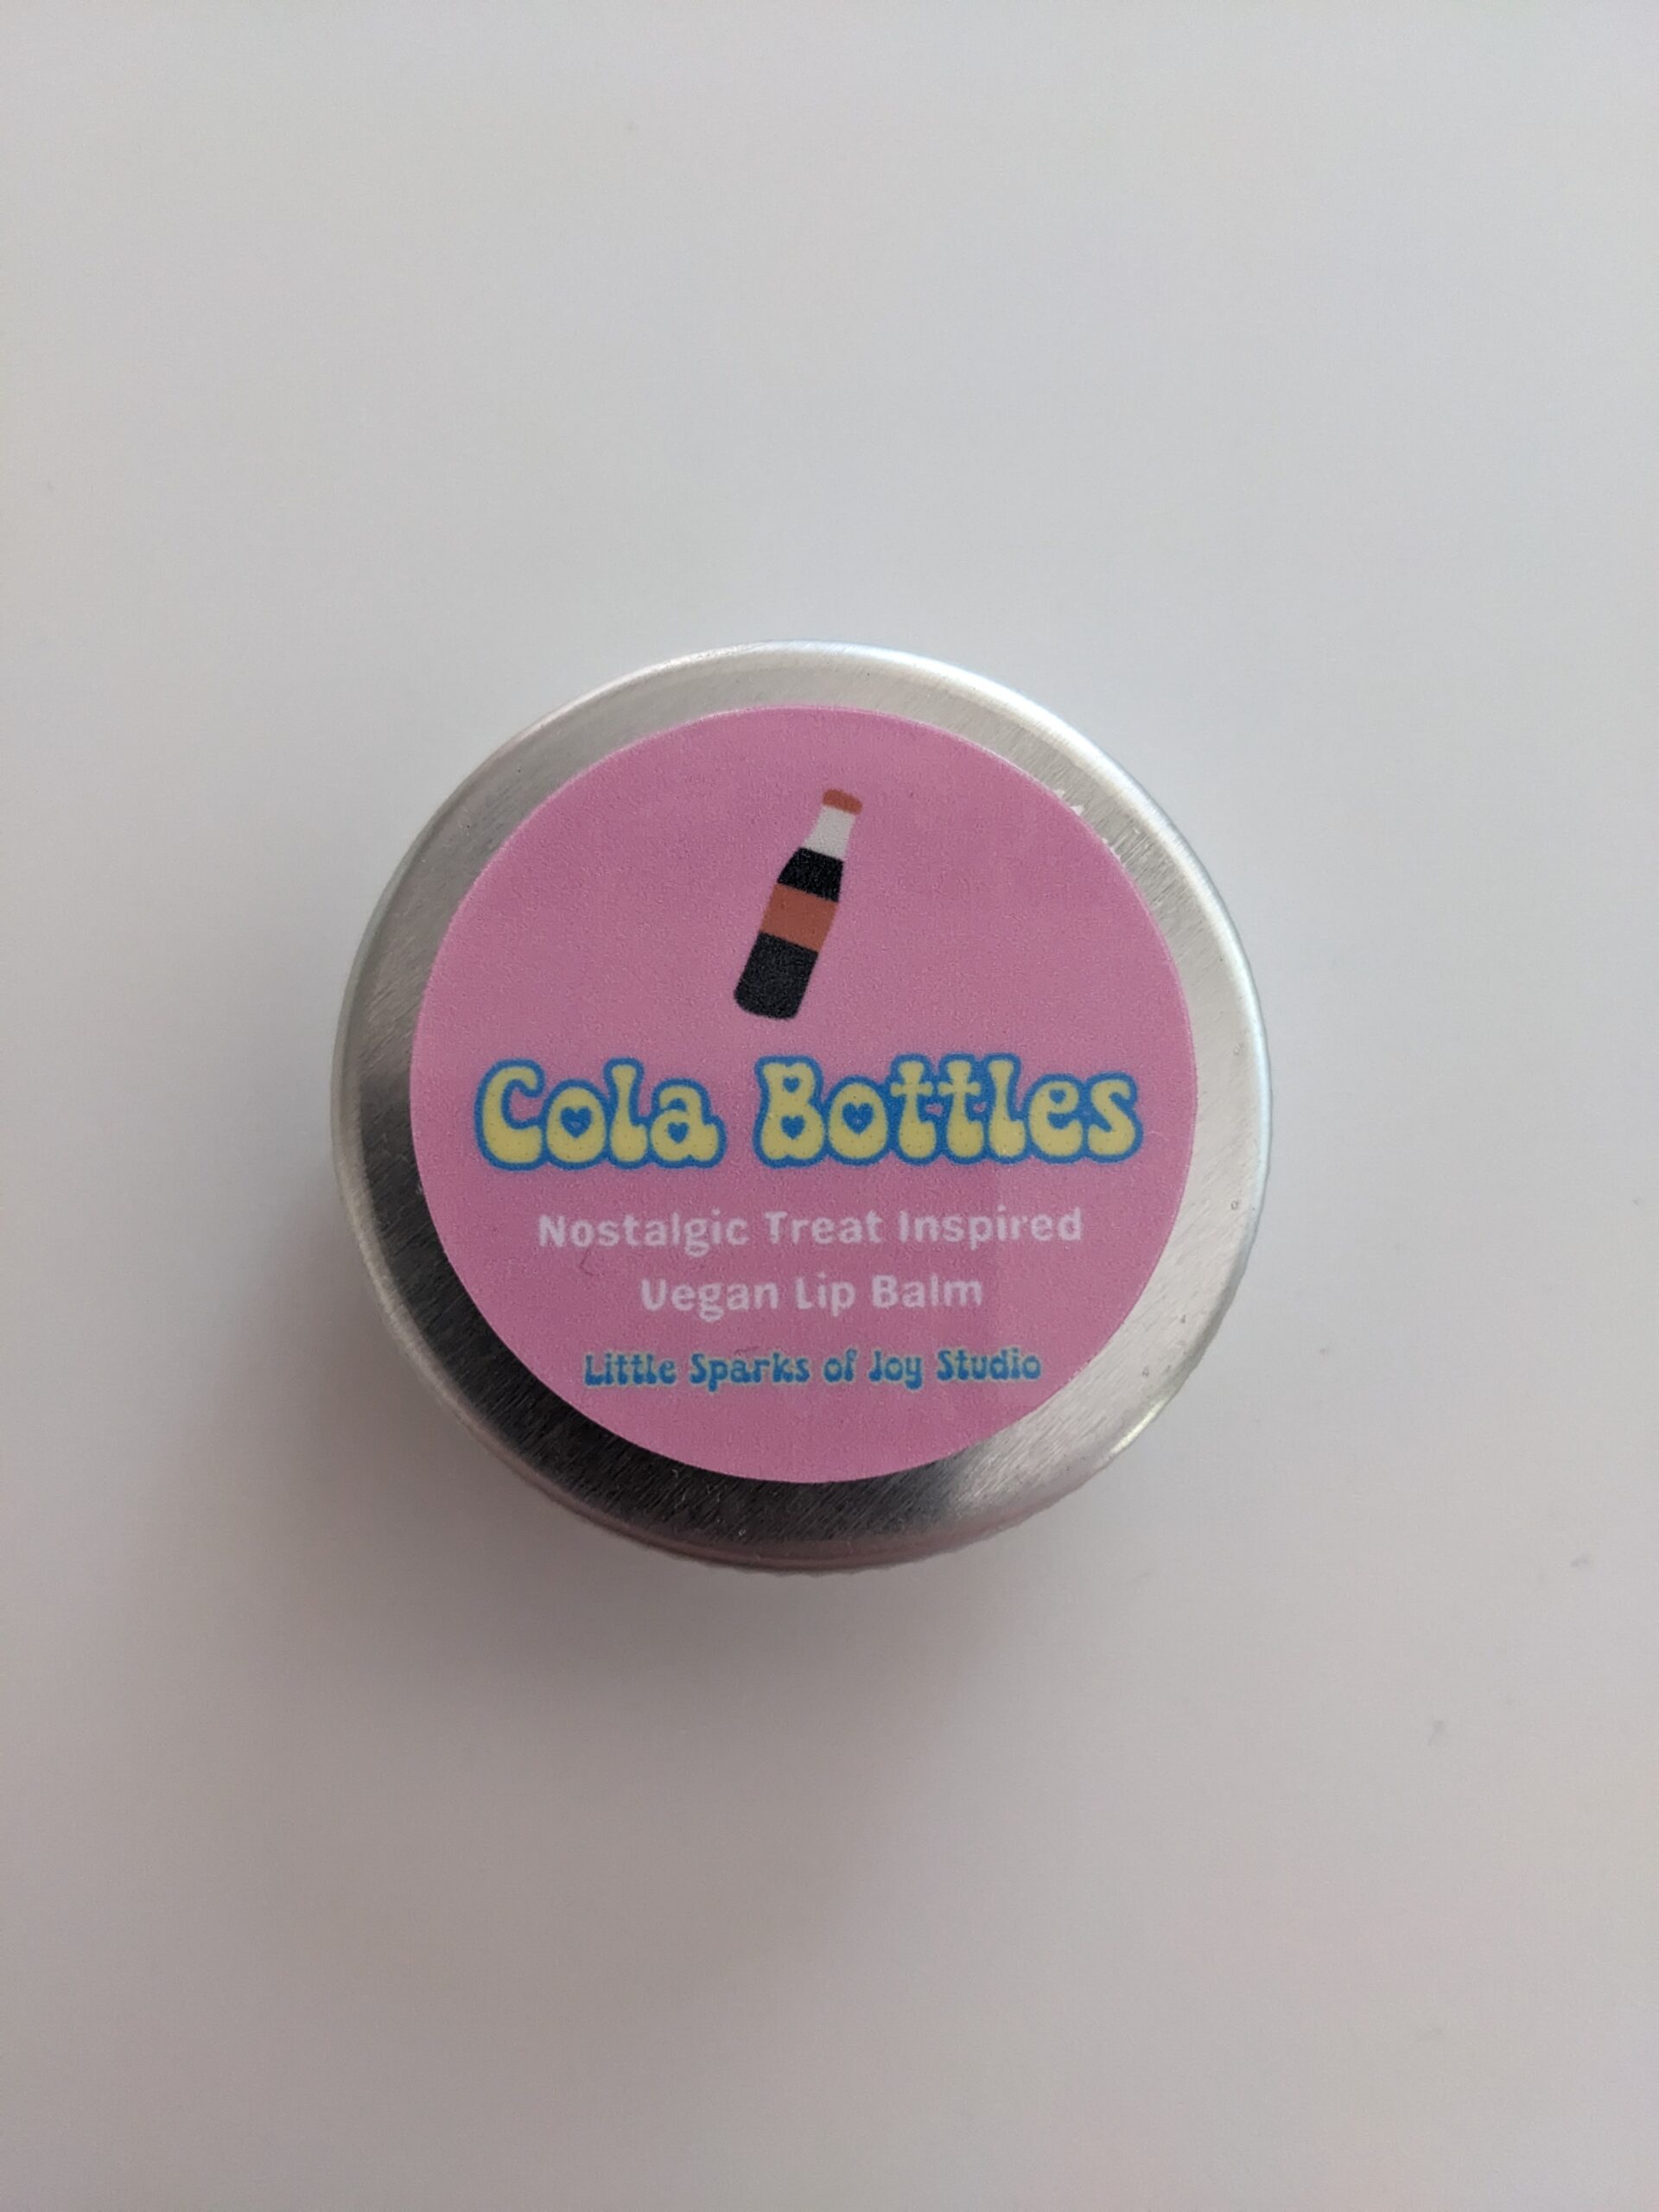 Cola Bottles
Nostalgic Treat Inspired
Vegan Lip Balm
Little Sparks of Joy Studio